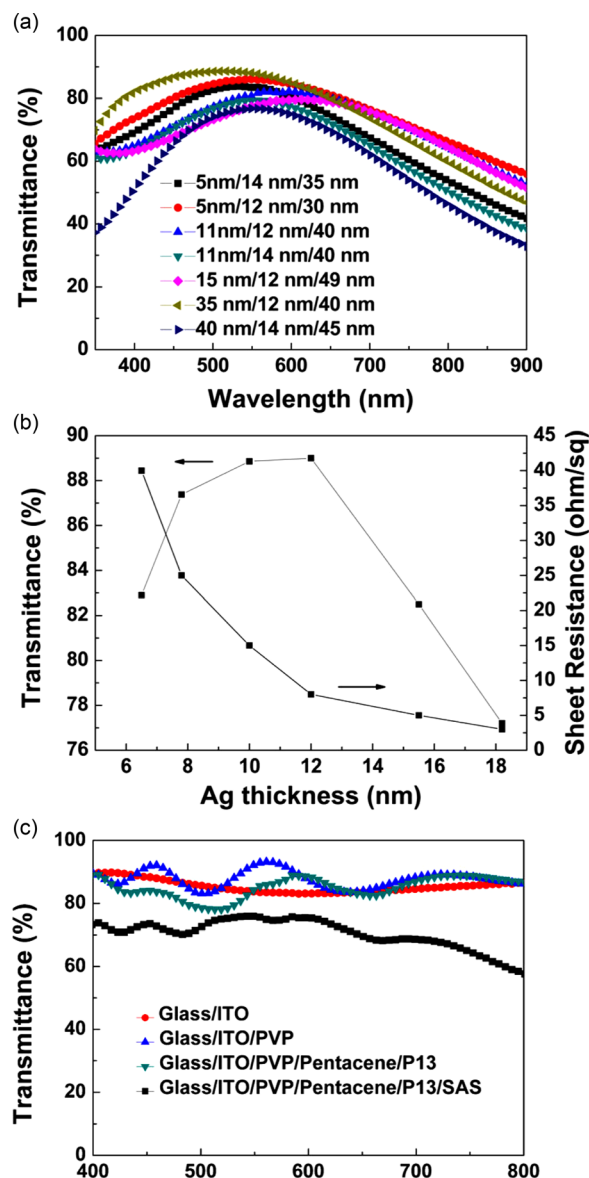 (a)
100
80
60
40
20
0
Transmittance (%)
5nm/14 nm/35 nm
5nm/12 nm/30 nm
11nm/12 nm/40 nm
11nm/14 nm/40 nm
15 nm/12 nm/49 nm
35 nm/12 nm/40 nm
40 nm/14 nm/45 nm
400 500 600 700 800 900
Wavelength (nm)
(b)
90
88
86
84
82
80
78
76
Transmittance (%)
45
40
35
30
25
20
15
10
5
0
Sheet Resistance (ohm/sq)
6 8 10 12 14 16 18
Ag thickness (nm)
(c)
100
80
60
40
20
0
Transmittance (%)
Glass/ITO
Glass/ITO/PVP
Glass/ITO/PVP/Pentacene/P13
Glass/ITO/PVP/Pentacene/P13/SAS
400 500 600 700 800